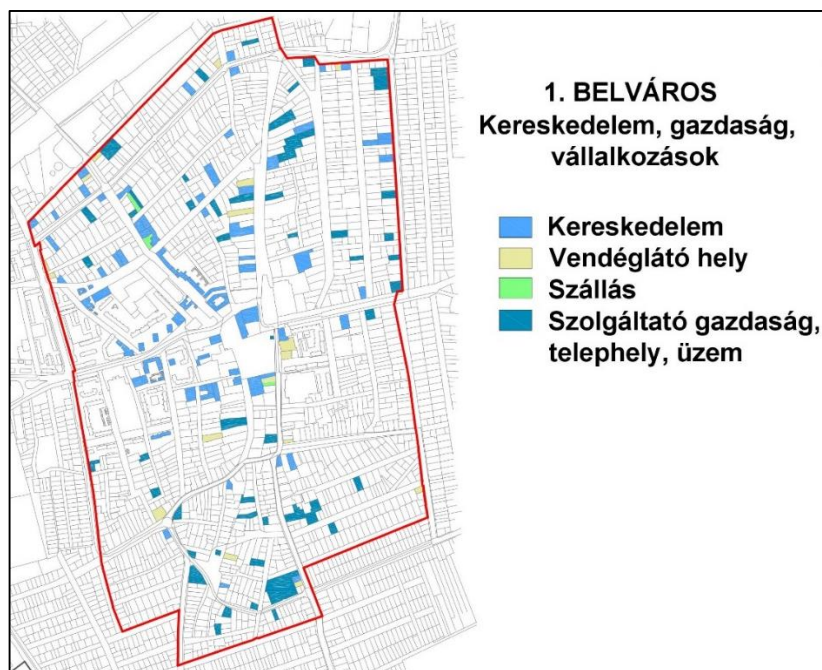 1. BELVÁROS
Kereskedelem, gazdaság,
vállalkozások
Kereskedelem
Vendéglátó hely
Szállás
Szolgáltató gazdaság,
telephely, üzem